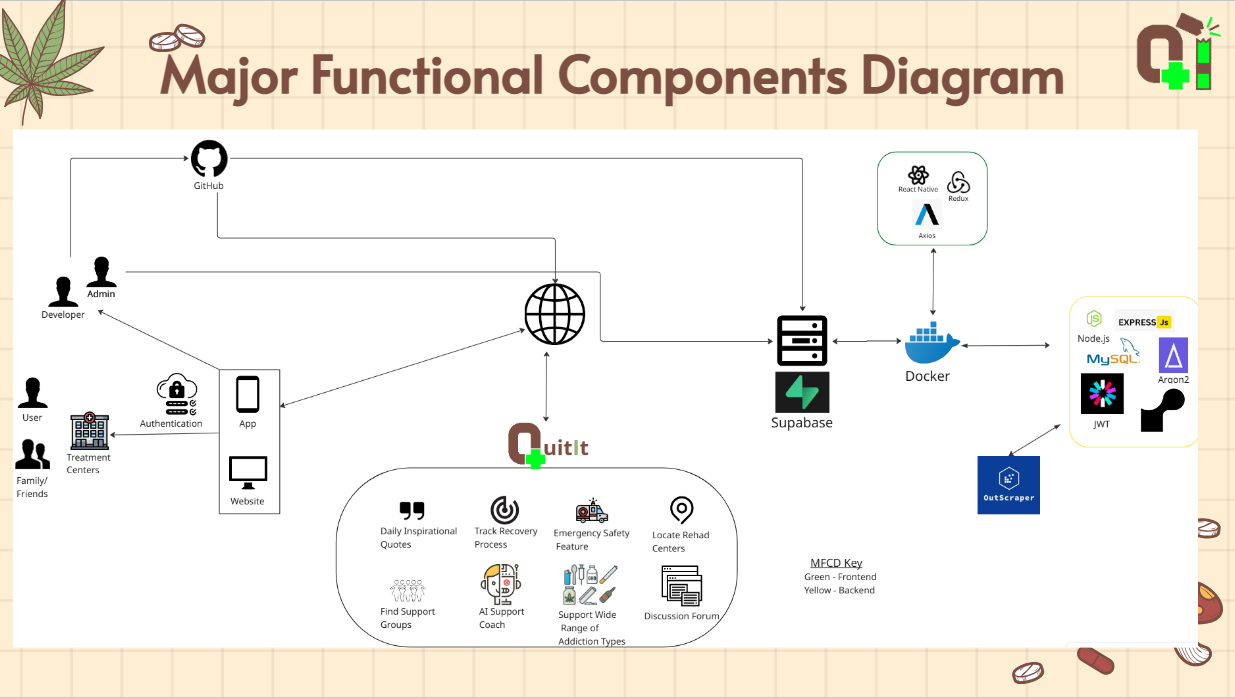 Major Functional Components Diagram
GitHub
React Native
Redux
Axios
Admin
Developer
Node.js
EXPRESS Js
MySQL
Argon2
JWT
Docker
Supabase
OutScraper
User
Authentication
App
Treatment
Centers
Family/
Friends
Website
QuitIt
Daily Inspirational
Quotes
Track Recovery
Process
Emergency Safety
Feature
Locate Rehad
Centers
Find Support
Groups
AI Support
Coach
Support Wide
Range of
Addiction Types
Discussion Forum
MFCD Key
Green - Frontend
Yellow - Backend